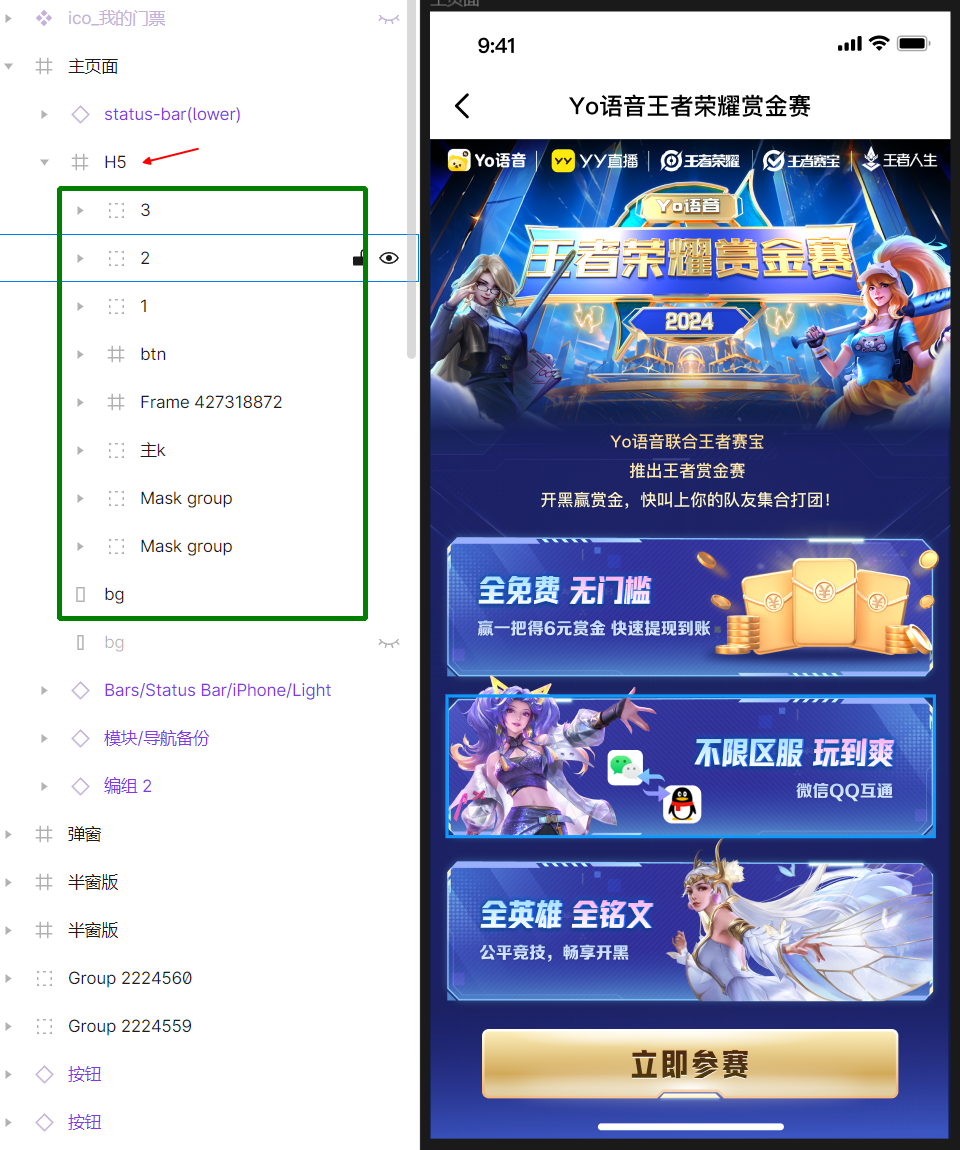 ico_我的门票
主页面
status-bar(lower)
H5
3
2
1
btn
Frame 427318872
主k
Mask group
Mask group
bg
bg
Bars/Status Bar/iPhone/Light
模块/导航备份
编组 2
弹窗
半窗版
半窗版
Group 2224560
Group 2224559
按钮
按钮
主页面
9:41
Yo语音王者荣耀赏金赛
Yo语音 YY YY直播 王者荣耀 王者赛宝 王者人生
Yo语音
王者荣耀赏金赛
2024
Yo语音联合王者赛宝
推出王者赏金赛
开黑赢赏金，快叫上你的队友集合打团！
全免费 无门槛
赢一把得6元赏金 快速提现到账
不限区服 玩到爽
微信QQ互通
全英雄 全铭文
公平竞技，畅享开黑
立即参赛